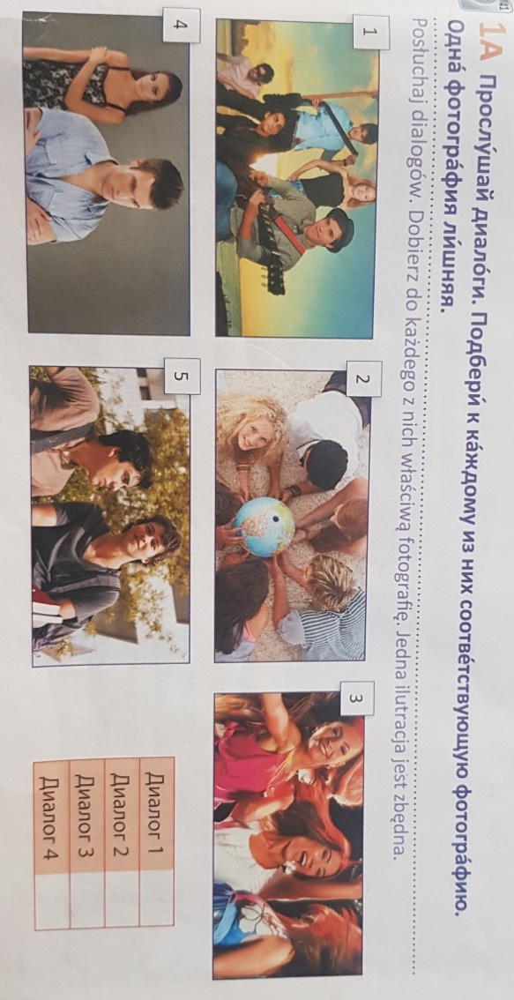 1A Прослу́шай диало́ги. Подбери́ к ка́ждому из них соотве́тствующую фотогра́фию.
Одна́ фотогра́фия ли́шняя.
Posłuchaj dialogów. Dobierz do każdego z nich właściwą fotografię. Jedna ilutracja jest zbędna.
1
2
3
4
5
Диалог 1
Диалог 2
Диалог 3
Диалог 4